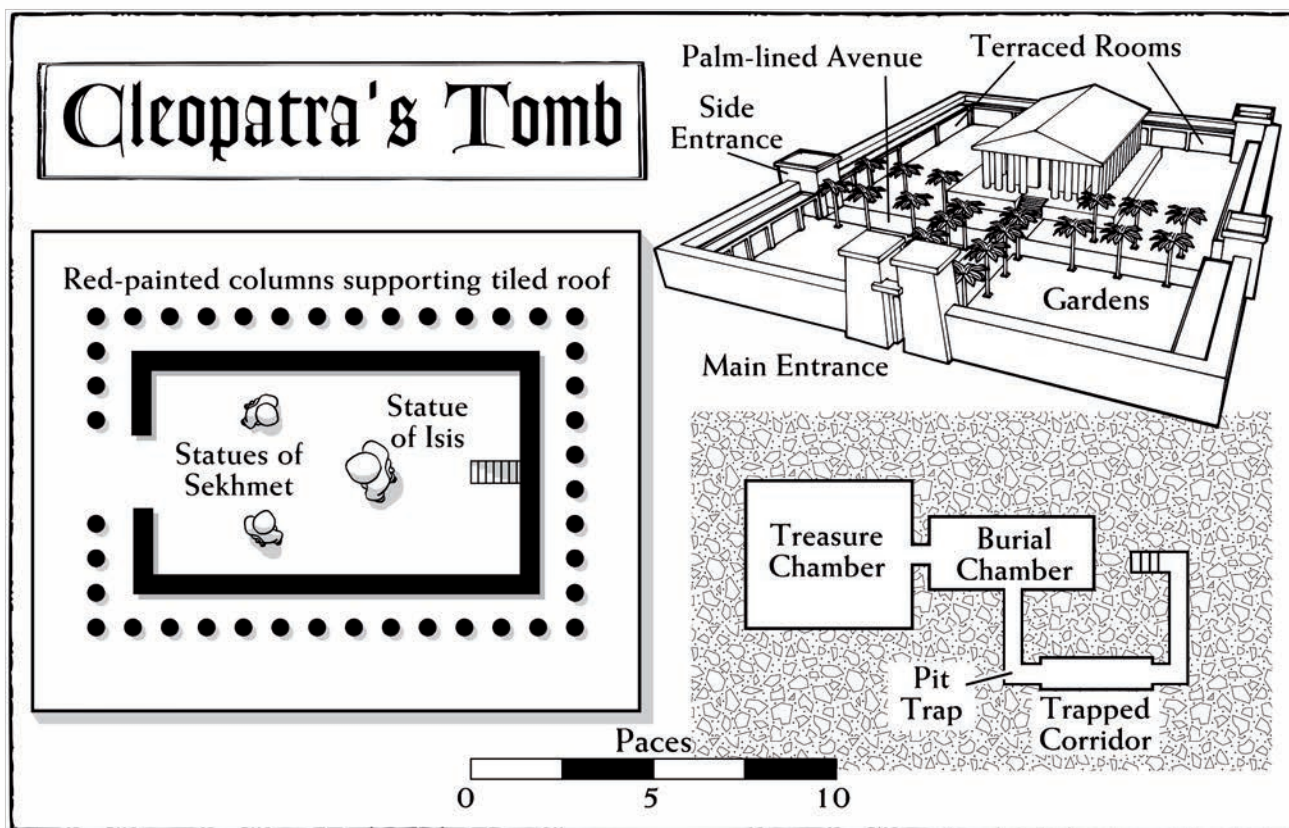 Cleopatra's Tomb
Palm-lined Avenue
Terraced Rooms
Side
Entrance
Gardens
Main Entrance
Red-painted columns supporting tiled roof
Statue
of Isis
Statues of
Sekhmet
Treasure
Chamber
Burial
Chamber
Pit
Trap
Trapped
Corridor
Paces
0 5 10